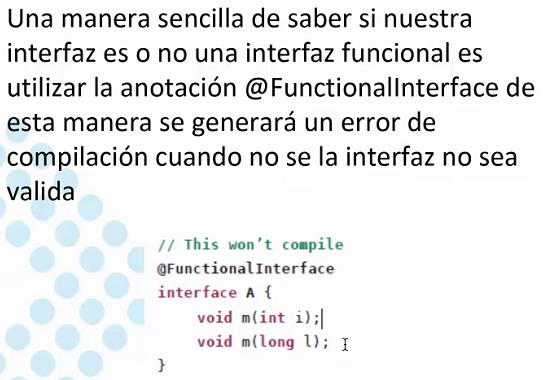 Una manera sencilla de saber si nuestra
interfaz es o no una interfaz funcional es
utilizar la anotación @FunctionalInterface de
esta manera se generará un error de
compilación cuando no se la interfaz no sea
valida
// This won't compile
@FunctionalInterface
interface A {
void m(int i);
void m(long l);
}